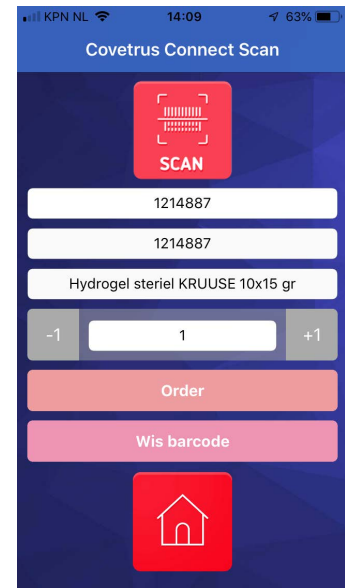 KPN NL 14:09 63%
Covetrus Connect Scan
SCAN
1214887
1214887
Hydrogel steriel KRUUSE 10x15 gr
-1 1 +1
Order
Wis barcode